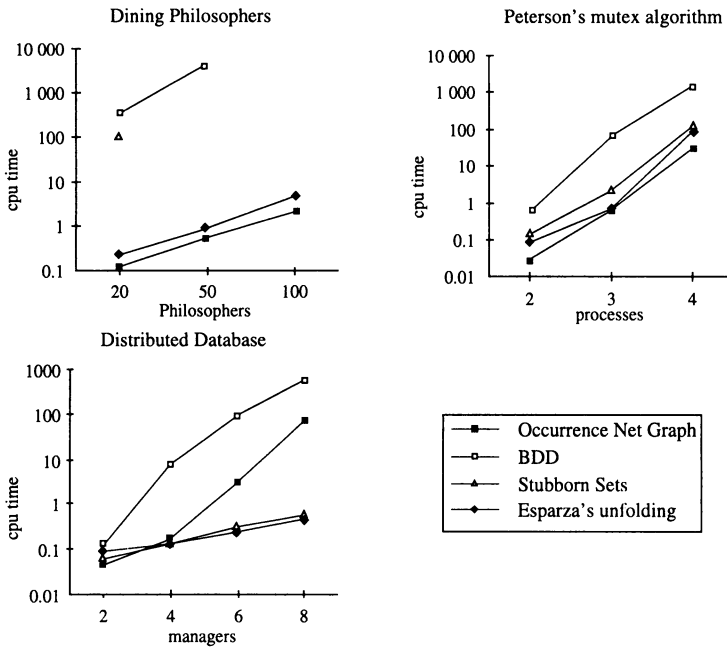 Dining Philosophers
10 000
1 000
100
10
1
0.1
cpu time
20
50
100
Philosophers
Peterson's mutex algorithm
10 000
1 000
100
10
1
0.1
0.01
cpu time
2
3
4
processes
Distributed Database
1000
100
10
1
0.1
0.01
cpu time
2
4
6
8
managers
Occurrence Net Graph
BDD
Stubborn Sets
Esparza's unfolding